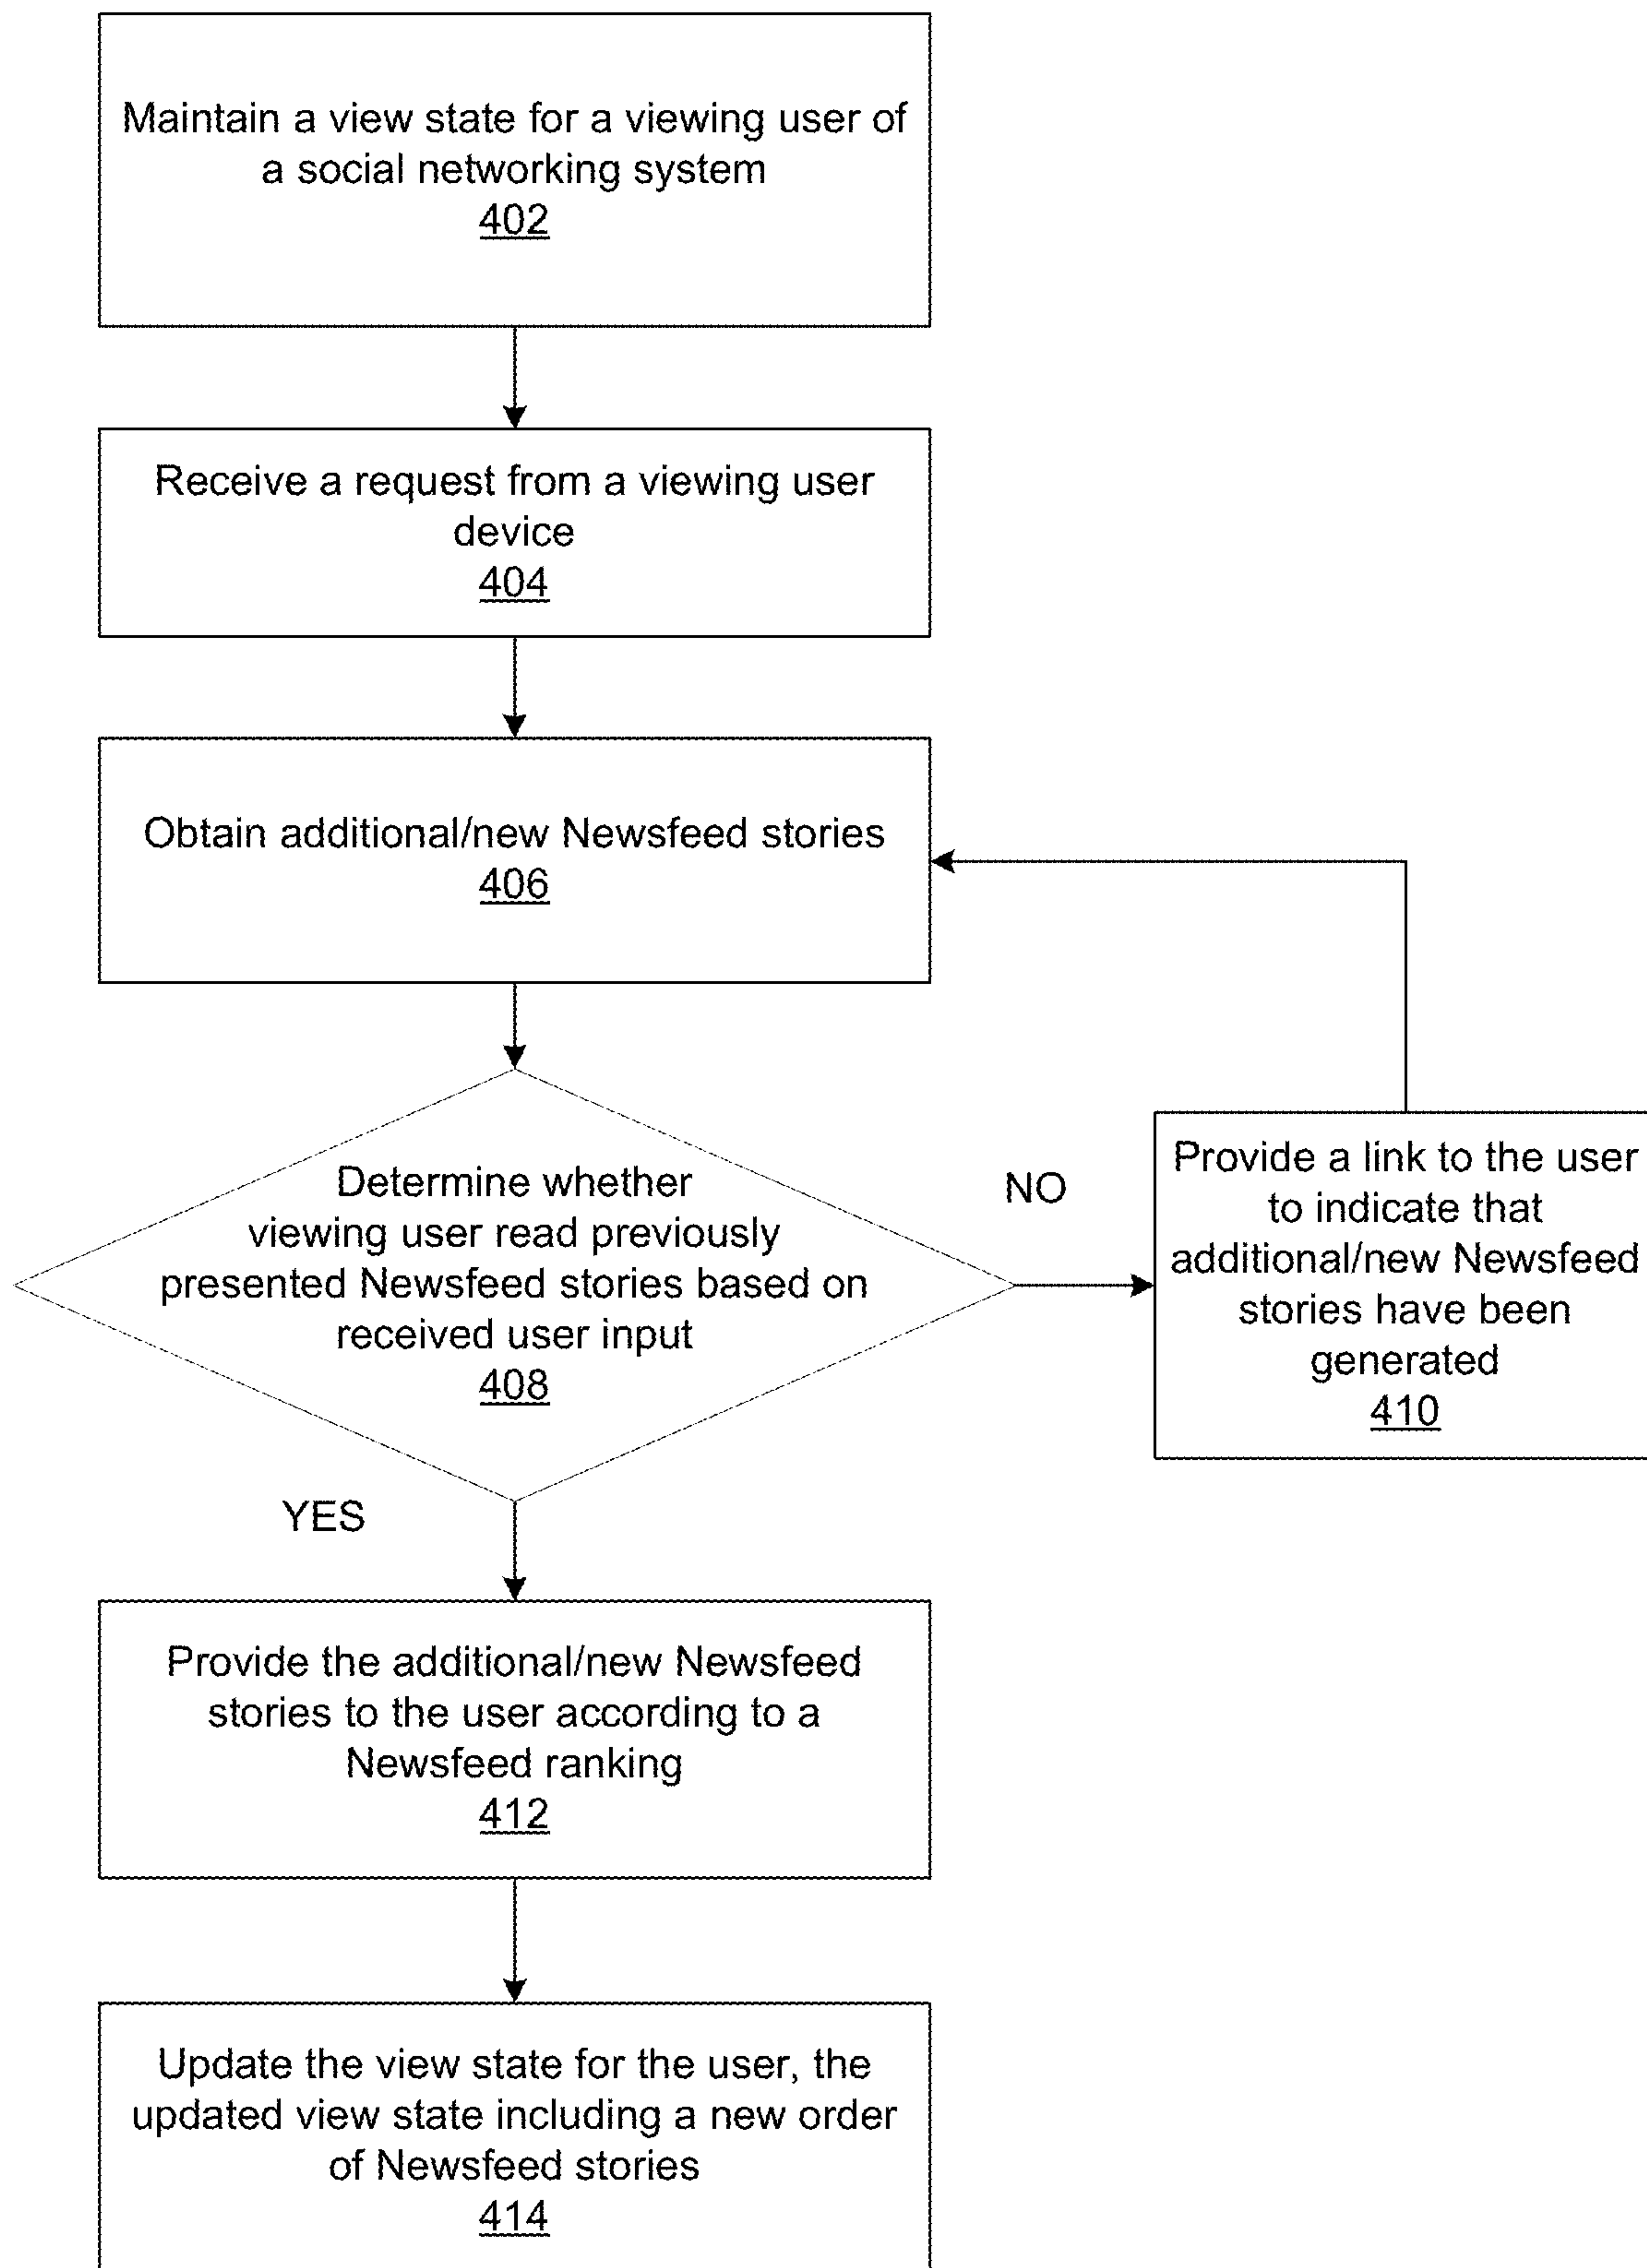 Maintain a view state for a viewing user of
a social networking system
402
Receive a request from a viewing user
device
404
Obtain additional/new Newsfeed stories
406
Determine whether
viewing user read previously
presented Newsfeed stories based on
received user input
408
NO
Provide a link to the user
to indicate that
additional/new Newsfeed
stories have been
generated
410
YES
Provide the additional/new Newsfeed
stories to the user according to a
Newsfeed ranking
412
Update the view state for the user, the
updated view state including a new order
of Newsfeed stories
414